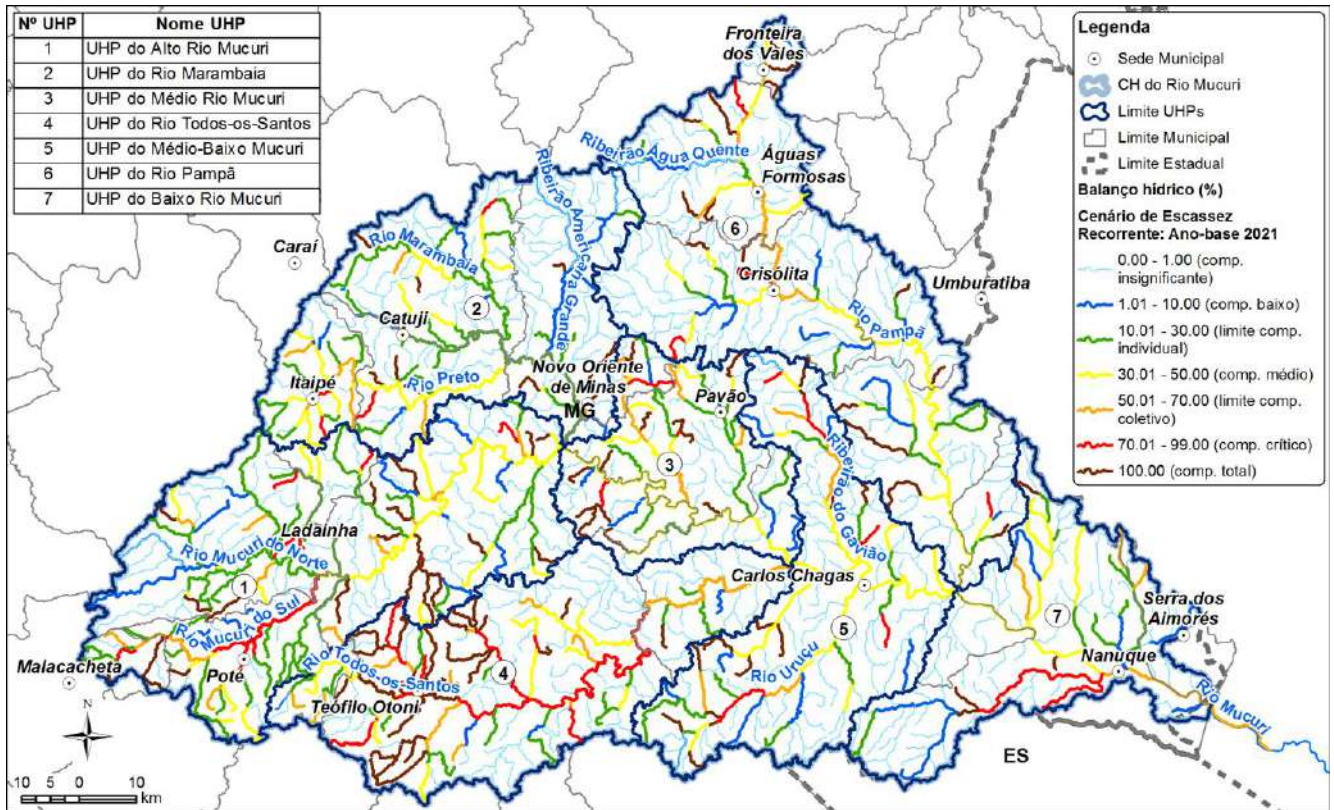 Nº UHP Nome UHP
1 UHP do Alto Rio Mucuri
2 UHP do Rio Marambaia
3 UHP do Médio Rio Mucuri
4 UHP do Rio Todos-os-Santos
5 UHP do Médio-Baixo Mucuri
6 UHP do Rio Pampã
7 UHP do Baixo Rio Mucuri
Legenda
Sede Municipal
CH do Rio Mucuri
Limite UHPs
Limite Municipal
Limite Estadual
Balanço hídrico (%)
Cenário de Escassez
Recorrente: Ano-base 2021
0.00 - 1.00 (comp.
insignificante)
1.01 - 10.00 (comp. baixo)
10.01 - 30.00 (limite comp.
individual)
30.01 - 50.00 (comp. médio)
50.01 - 70.00 (limite comp.
coletivo)
70.01 - 99.00 (comp. crítico)
100.00 (comp. total)
Fronteira
dos Vales
Ribeirão Água Quente
Águas
Formosas
Ribeirão Americana Grande
6
Caraí
Rio Marambaia
Crisólita
Umburatiba
2
Catuji
Rio Pampã
Novo Oriente
de Minas
MG
Itaipé
Rio Preto
Pavão
3
Ribeirão do Gavião
Ladainha
Rio Mucuri do Norte
1
Carlos Chagas
Rio Mucuri do Sul
5
7
Serra dos
Aimorés
Malacacheta
Poté
Rio Todos-os-Santos
4
Rio Uruçu
Nanuque
Teófilo Otoni
Rio Mucuri
N
ES
10 5 0 10
km